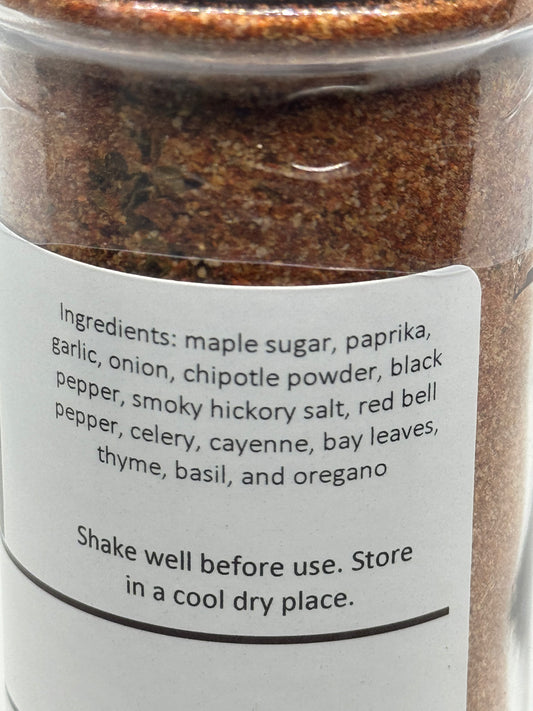 Ingredients: maple sugar, paprika,
garlic, onion, chipotle powder, black
pepper, smoky hickory salt, red bell
pepper, celery, cayenne, bay leaves,
thyme, basil, and oregano
Shake well before use. Store
in a cool dry place.